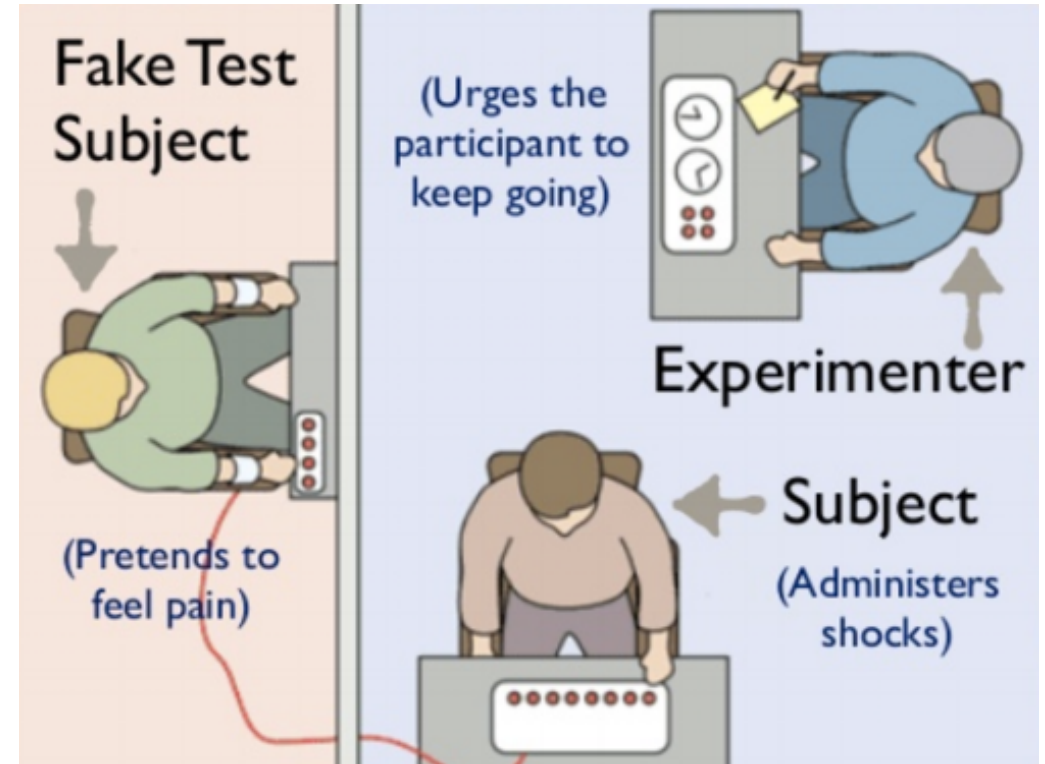 Fake Test
Subject
(Urges the
participant to
keep going)
Experimenter
Subject
(Administers
shocks)
(Pretends to
feel pain)